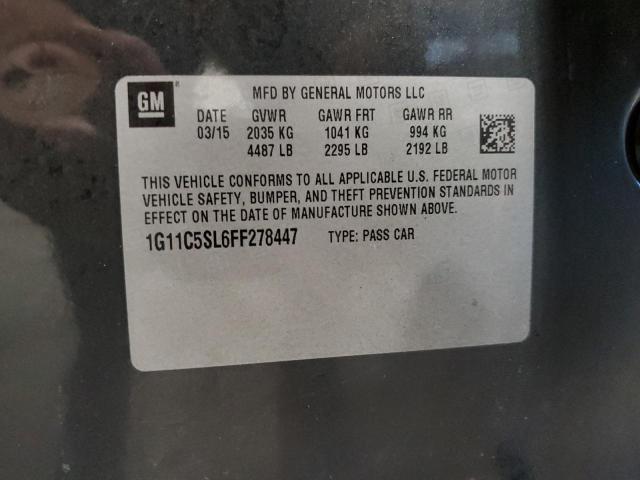 GM
MFD BY GENERAL MOTORS LLC
DATE GVWR GAWR FRT GAWR RR
03/15 2035 KG 1041 KG 994 KG
4487 LB 2295 LB 2192 LB
THIS VEHICLE CONFORMS TO ALL APPLICABLE U.S. FEDERAL MOTOR
VEHICLE SAFETY, BUMPER, AND THEFT PREVENTION STANDARDS IN
EFFECT ON THE DATE OF MANUFACTURE SHOWN ABOVE.
1G11C5SL6FF278447 TYPE: PASS CAR